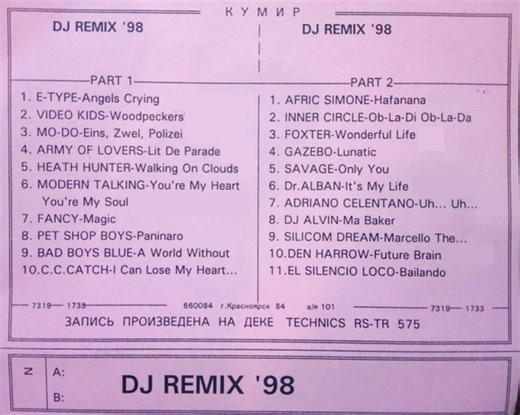 КУМИР
DJ REMIX '98
DJ REMIX '98
PART 1
1. E-TYPE-Angels Crying
2. VIDEO KIDS-Woodpeckers
3. MO-DO-Eins, Zwei, Polizei
4. ARMY OF LOVERS-Lit De Parade
5. HEATH HUNTER-Walking On Clouds
6. MODERN TALKING-You're My Heart
You're My Soul
7. FANCY-Magic
8. PET SHOP BOYS-Paninaro
9. BAD BOYS BLUE-A World Without
10.C.C.CATCH-I Can Lose My Heart...
PART 2
1. AFRIC SIMONE-Hafanana
2. INNER CIRCLE-Ob-La-Di Ob-La-Da
3. FOXTER-Wonderful Life
4. GAZEBO-Lunatic
5. SAVAGE-Only You
6. Dr.ALBAN-It's My Life
7. ADRIANO CELENTANO-Uh... Uh...
8. DJ ALVIN-Ma Baker
9. SILICOM DREAM-Marcello The...
10.DEN HARROW-Future Brain
11.EL SILENCIO LOCO-Bailando
7319— 1733 660084 г.Красноярск 84 а/я 101 7319— 1733
ЗАПИСЬ ПРОИЗВЕДЕНА НА ДЕКЕ TECHNICS RS-TR 575
N
A:
B:
DJ REMIX '98